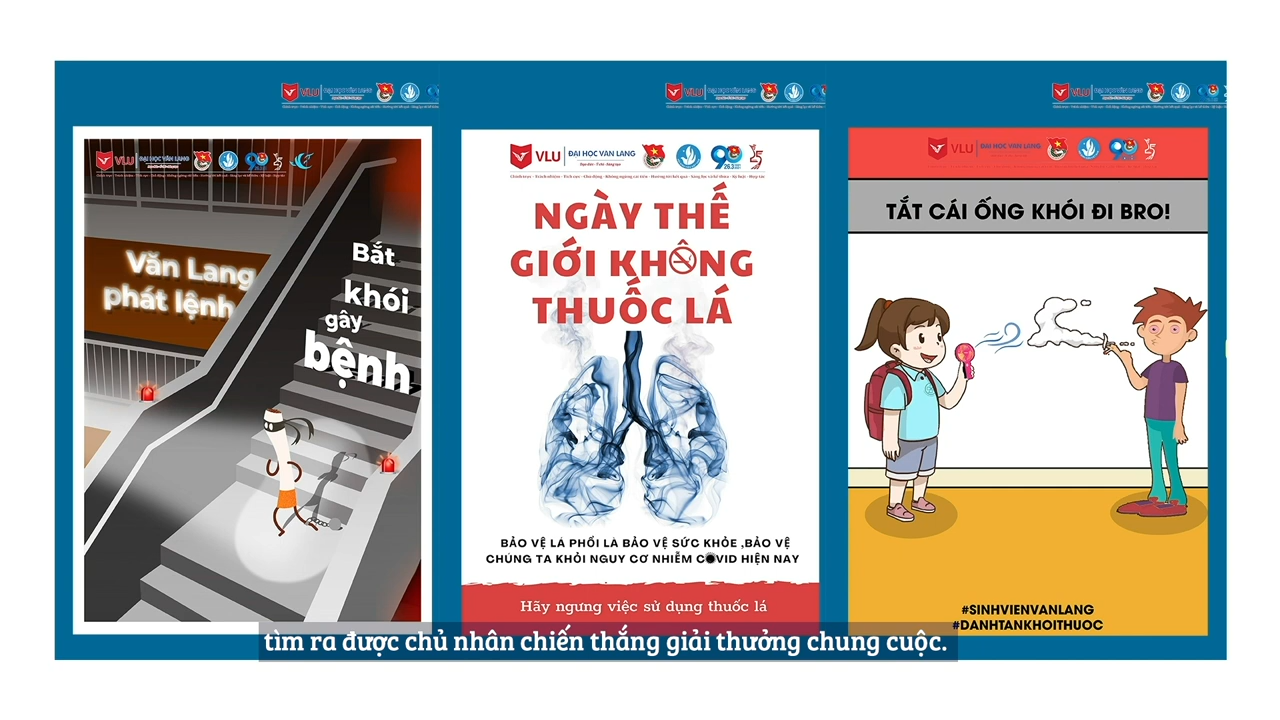 VLU ĐẠI HỌC VĂN LANG
Văn Lang
phát lệnh
Bắt
khói
gây
bệnh
VLU ĐẠI HỌC VĂN LANG
NGÀY THẾ
GIỚI KHÔNG
THUỐC LÁ
BẢO VỆ LÁ PHỔI LÀ BẢO VỆ SỨC KHỎE ,BẢO VỆ
CHÚNG TA KHỎI NGUY CƠ NHIỄM COVID HIỆN NAY
Hãy ngưng việc sử dụng thuốc lá
VLU ĐẠI HỌC VĂN LANG
TẮT CÁI ỐNG KHÓI ĐI BRO!
#SINHVIENVANLANG
#DANHTANKHOITHUOC
tìm ra được chủ nhân chiến thắng giải thưởng chung cuộc.